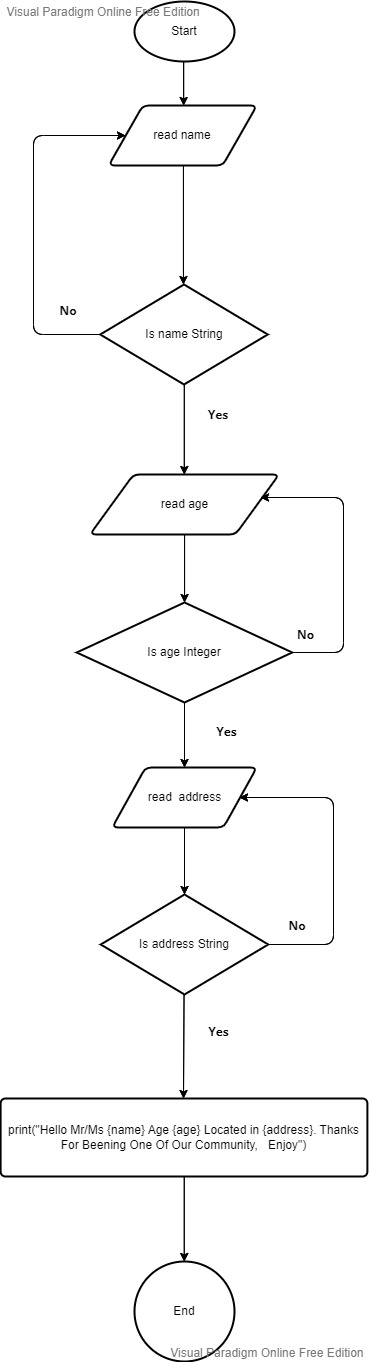 Visual Paradigm Online Free Edition
Start
read name
No
Is name String
Yes
read age
No
Is age Integer
Yes
read  address
No
Is address String
Yes
print("Hello Mr/Ms {name} Age {age} Located in {address}. Thanks
For Beening One Of Our Community,   Enjoy")
End
Visual Paradigm Online Free Edition